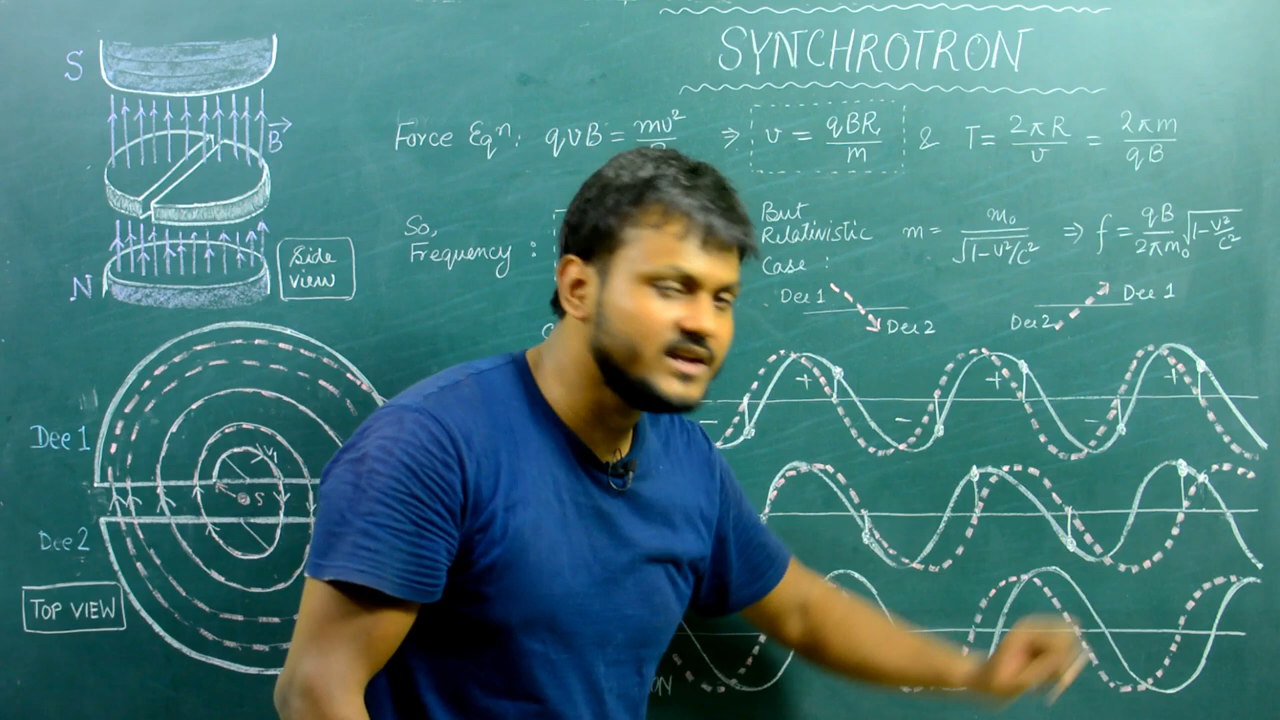 SYNCHROTRON
S
B
Force Eqⁿ: qvB = mv² ⇒ v = qBR/m & T = 2πR/v = 2πm/qB
So,
Frequency :
But
Relativistic
Case :
m = m₀/√1-v²/c² ⇒ f = qB/2πm₀ √1-v²/c²
Side
view
N
Dee 1
Dee 2
Dee 2
Dee 1
+ + +
- -
Dee 1
V₁
S
Dee 2
TOP VIEW